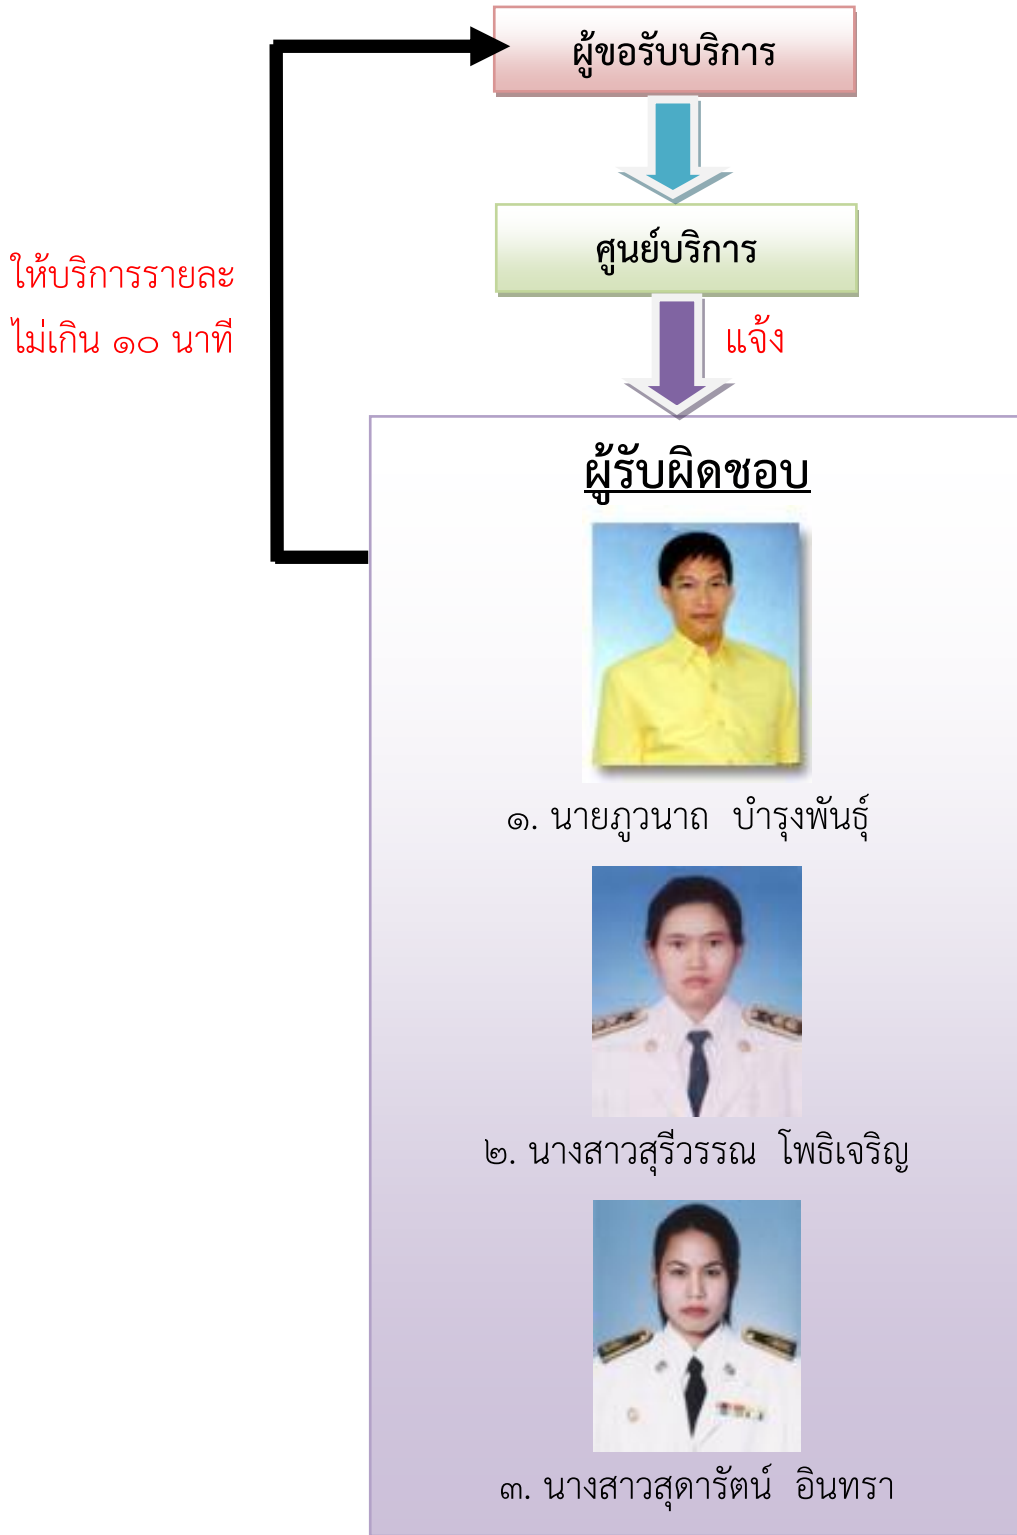 ผู้ขอรับบริการ
ศูนย์บริการ
ให้บริการรายละ
ไม่เกิน ๑๐ นาที
แจ้ง
ผู้รับผิดชอบ
๑. นายภูวนาถ บำรุงพันธุ์
๒. นางสาวสุรีวรรณ โพธิเจริญ
๓. นางสาวสุดารัตน์ อินทรา